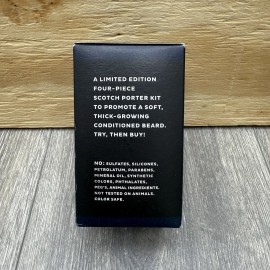 A LIMITED EDITION
FOUR-PIECE
SCOTCH PORTER KIT
TO PROMOTE A SOFT,
THICK-GROWING
CONDITIONED BEARD.
TRY, THEN BUY!
NO: SULFATES, SILICONES,
PETROLATUM, PARABENS,
MINERAL OIL, SYNTHETIC
COLORS, PHTHALATES,
PEG'S, ANIMAL INGREDIENTS.
NOT TESTED ON ANIMALS.
COLOR SAFE.